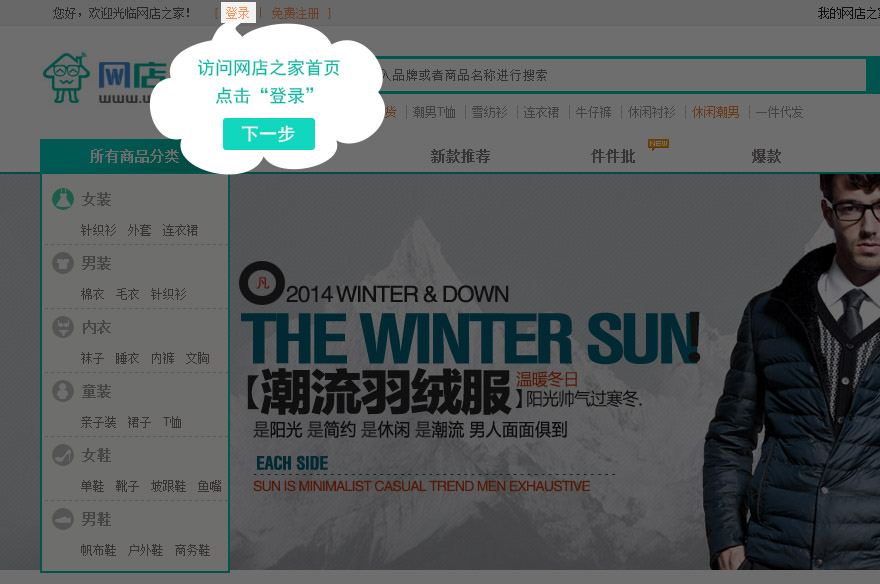 您好，欢迎光临网店之家！ [ 登录 | 免费注册 ]
我的网店之
访问网店之家首页
点击“登录”
下一步
网店
www.
入品牌或者商品名称进行搜索
货 潮男T恤 雪纺衫 连衣裙 牛仔裤 休闲衬衫 休闲潮男 一件代发
所有商品分类 新款推荐 件件批 NEW 爆款
女装
针织衫 外套 连衣裙
男装
棉衣 毛衣 针织衫
内衣
袜子 睡衣 内裤 文胸
童装
亲子装 裙子 T恤
女鞋
单鞋 靴子 坡跟鞋 鱼嘴
男鞋
帆布鞋 户外鞋 商务鞋
凡
2014 WINTER & DOWN
THE WINTER SUN!
【潮流羽绒服】
温暖冬日
阳光帅气过寒冬.
是阳光 是简约 是休闲 是潮流 男人面面俱到
EACH SIDE
SUN IS MINIMALIST CASUAL TREND MEN EXHAUSTIVE